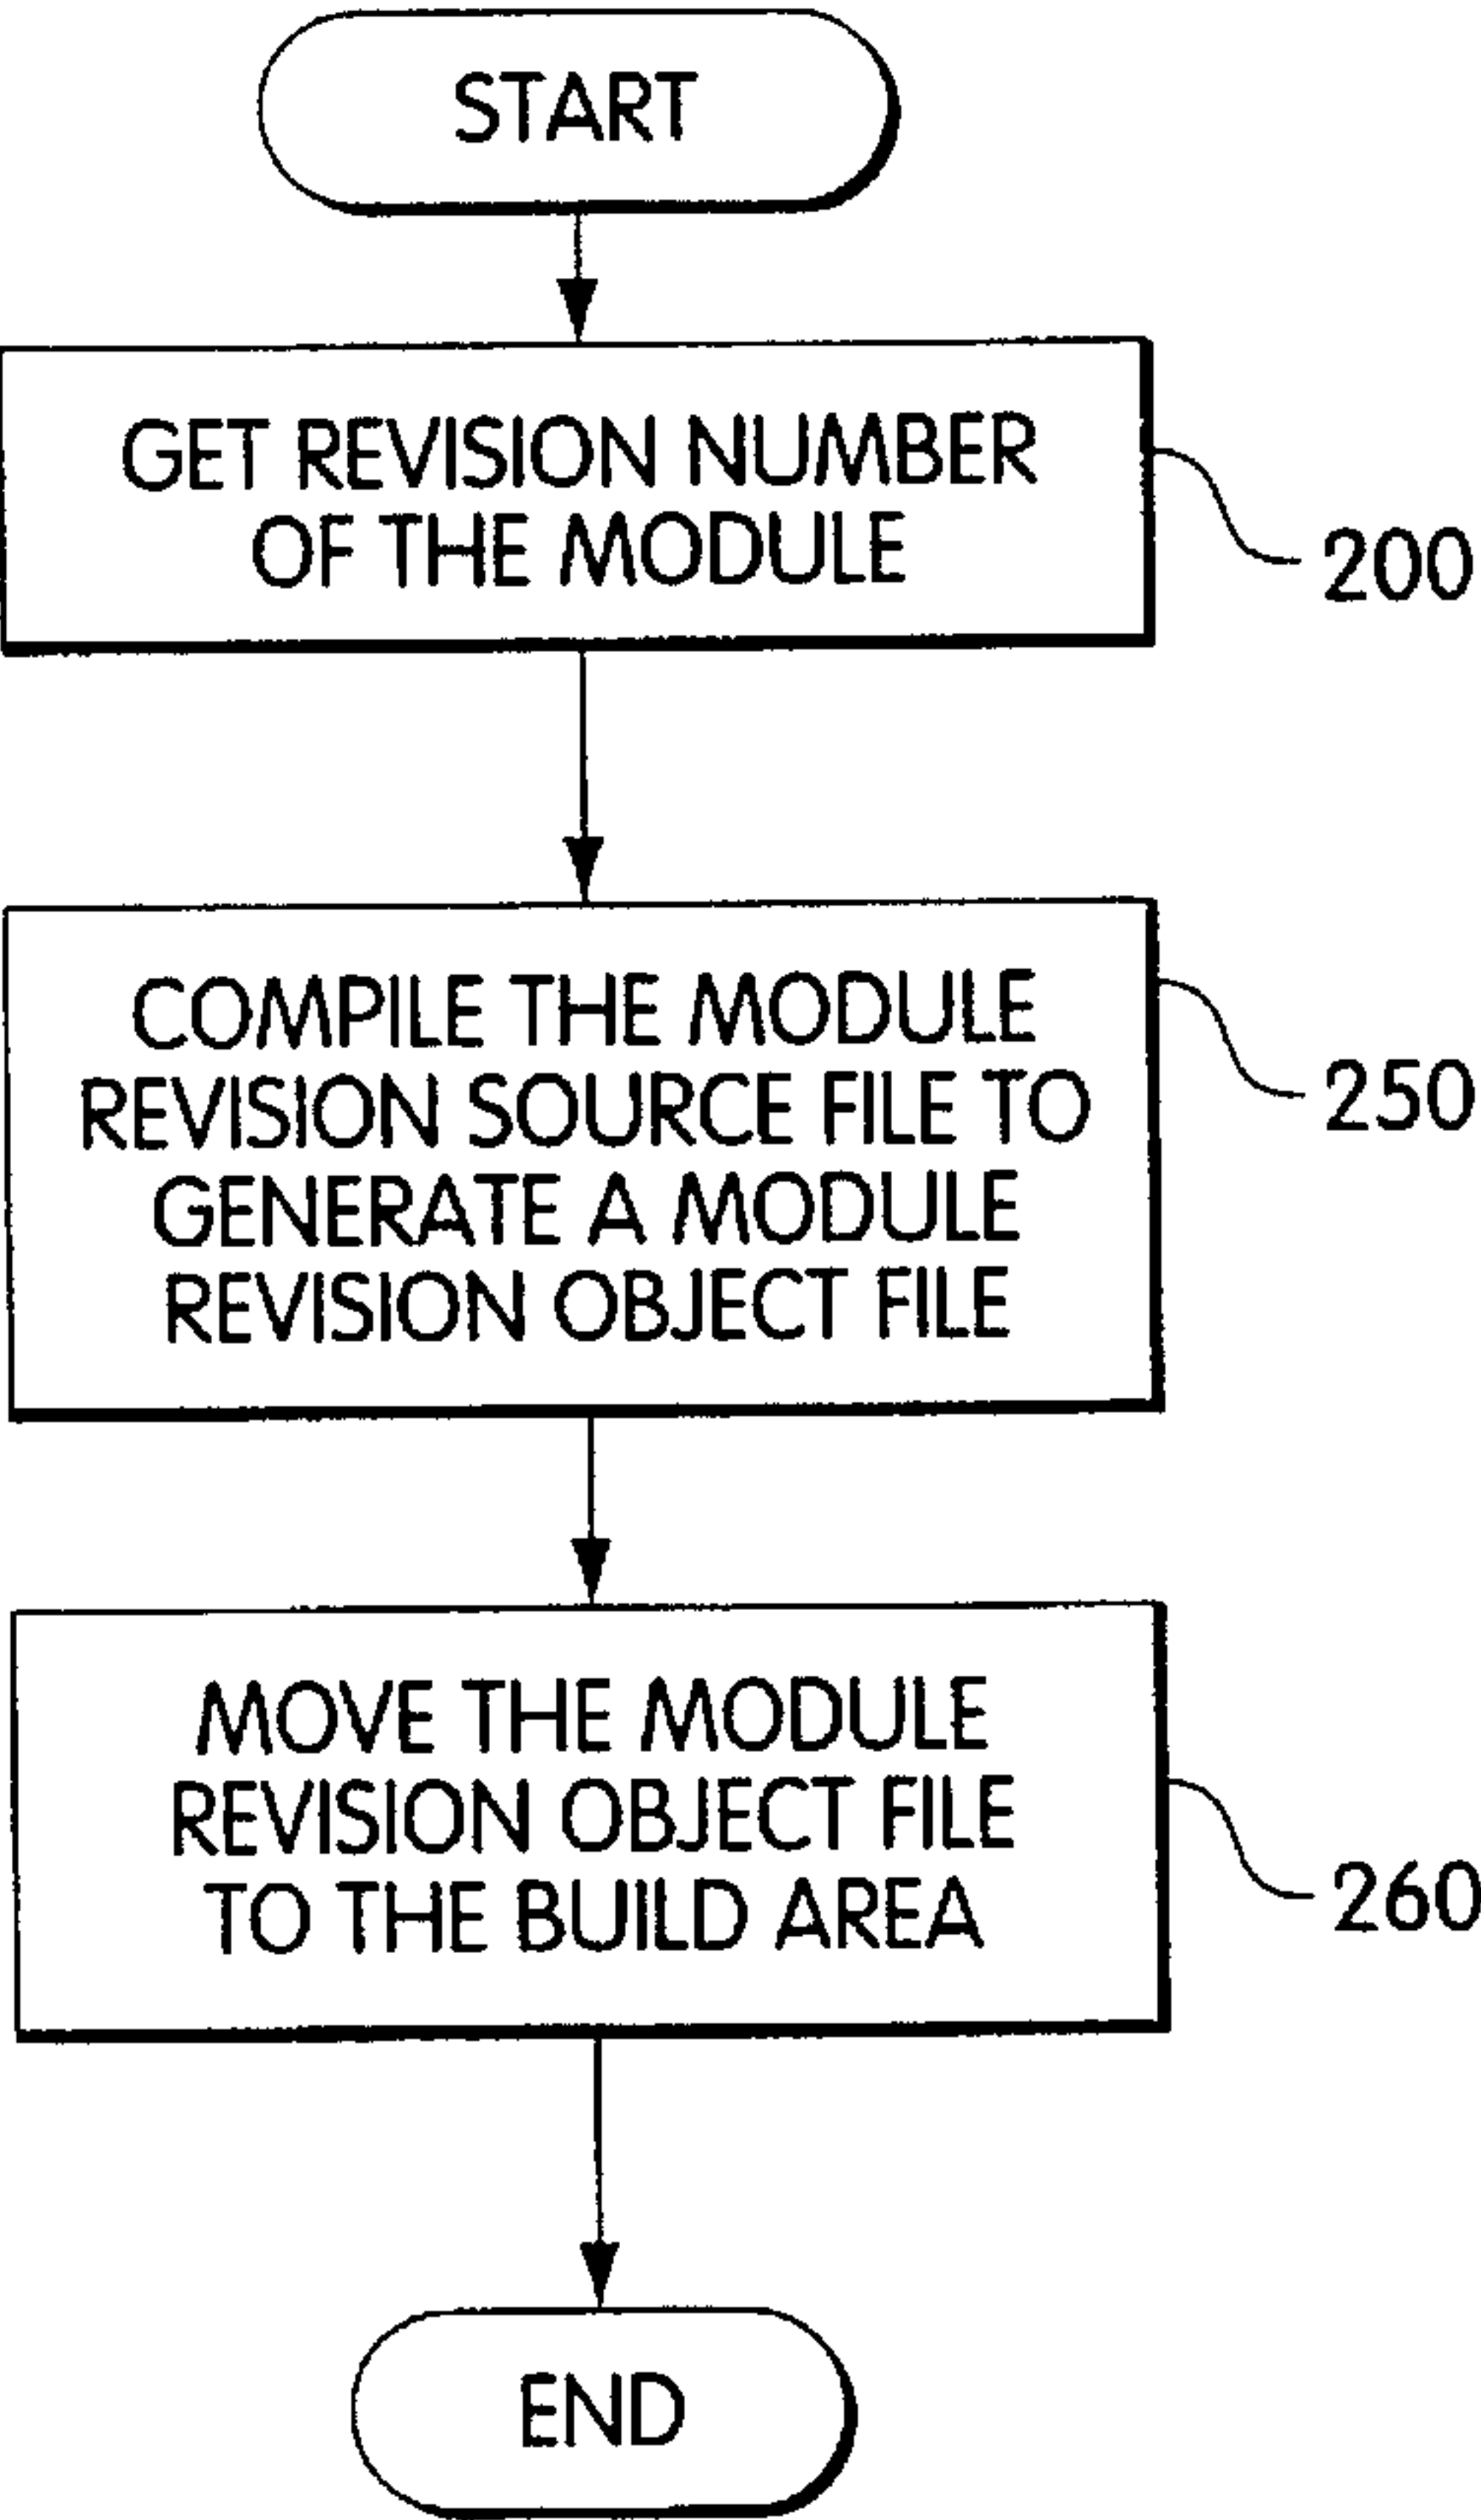 START
GET REVISION NUMBER
OF THE MODULE
200
COMPILE THE MODULE
REVISION SOURCE FILE TO
GENERATE A MODULE
REVISION OBJECT FILE
250
MOVE THE MODULE
REVISION OBJECT FILE
TO THE BUILD AREA
260
END